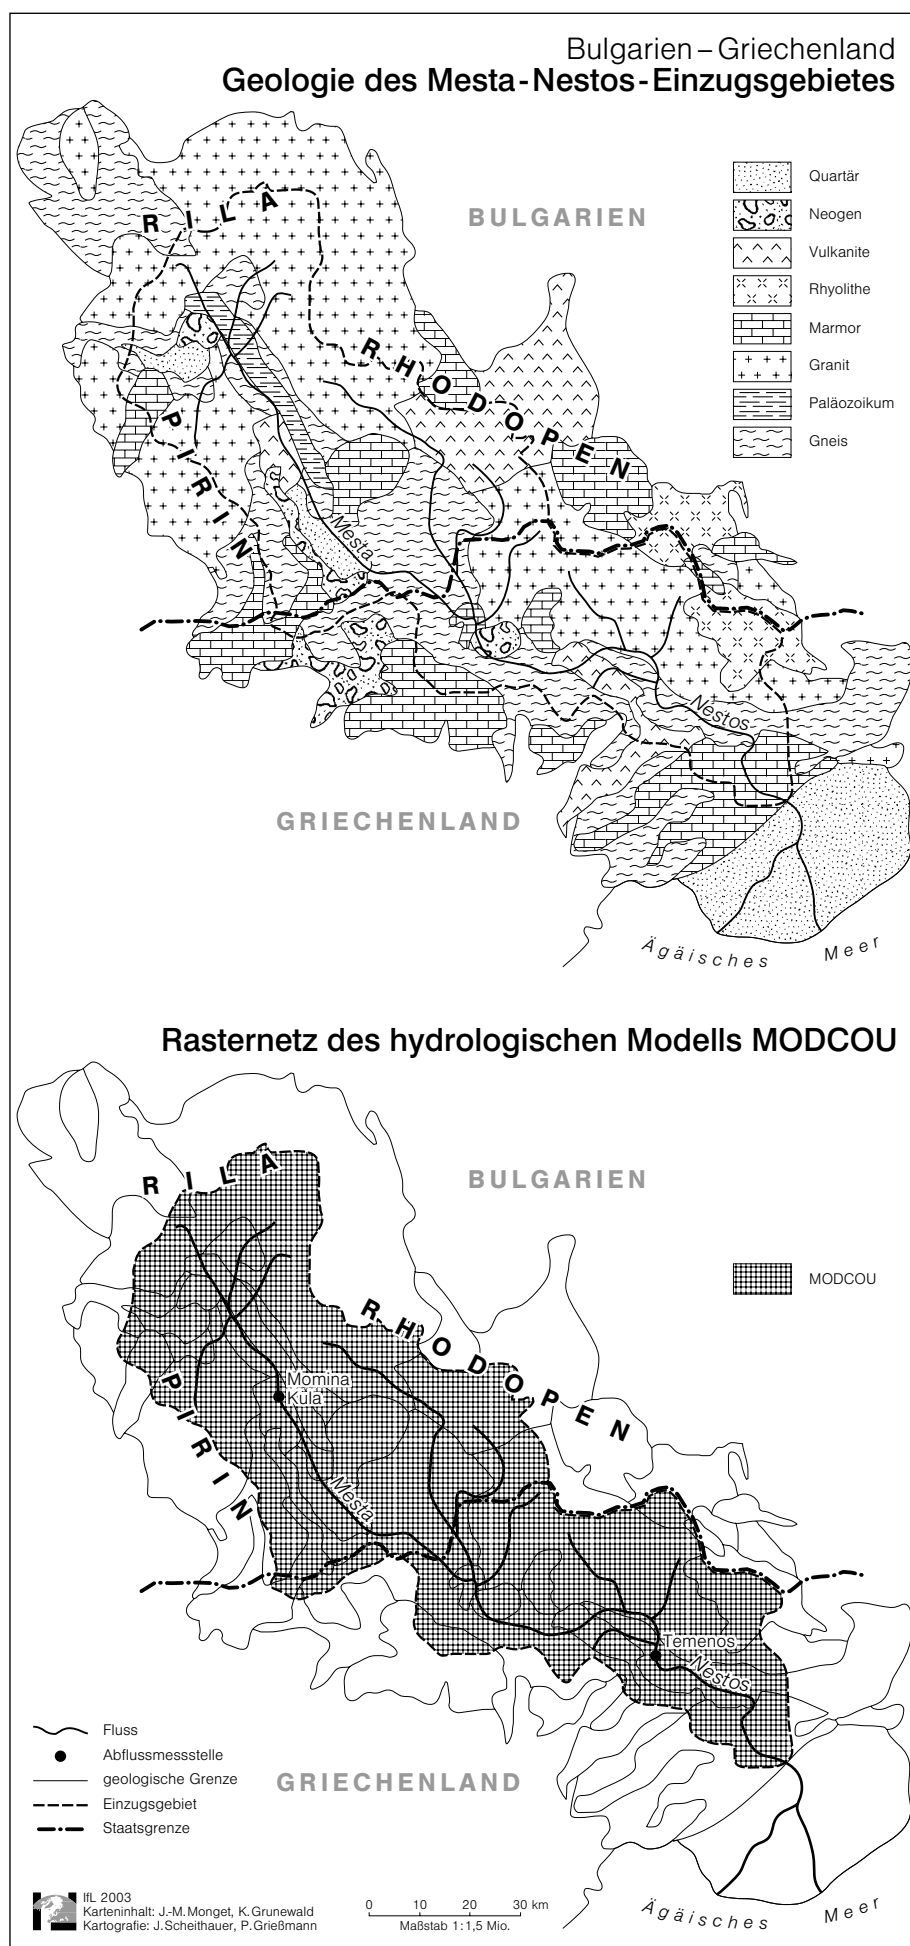 Bulgarien – Griechenland
Geologie des Mesta-Nestos-Einzugsgebietes
Quartär
Neogen
Vulkanite
Rhyolithe
Marmor
Granit
Paläozoikum
Gneis
BULGARIEN
RILA
RHODOPEN
PIRIN
Mesta
Nestos
GRIECHENLAND
Ägäisches Meer
Rasternetz des hydrologischen Modells MODCOU
BULGARIEN
RILA
MODCOU
RHODOPEN
PIRIN
Momina
Kula
Mesta
Temenos
Nestos
GRIECHENLAND
Ägäisches Meer
Fluss
Abflussmessstelle
geologische Grenze
Einzugsgebiet
Staatsgrenze
IfL 2003
Karteninhalt: J.-M. Monget, K. Grunewald
Kartografie: J. Scheithauer, P. Grießmann
0 10 20 30 km
Maßstab 1:1,5 Mio.